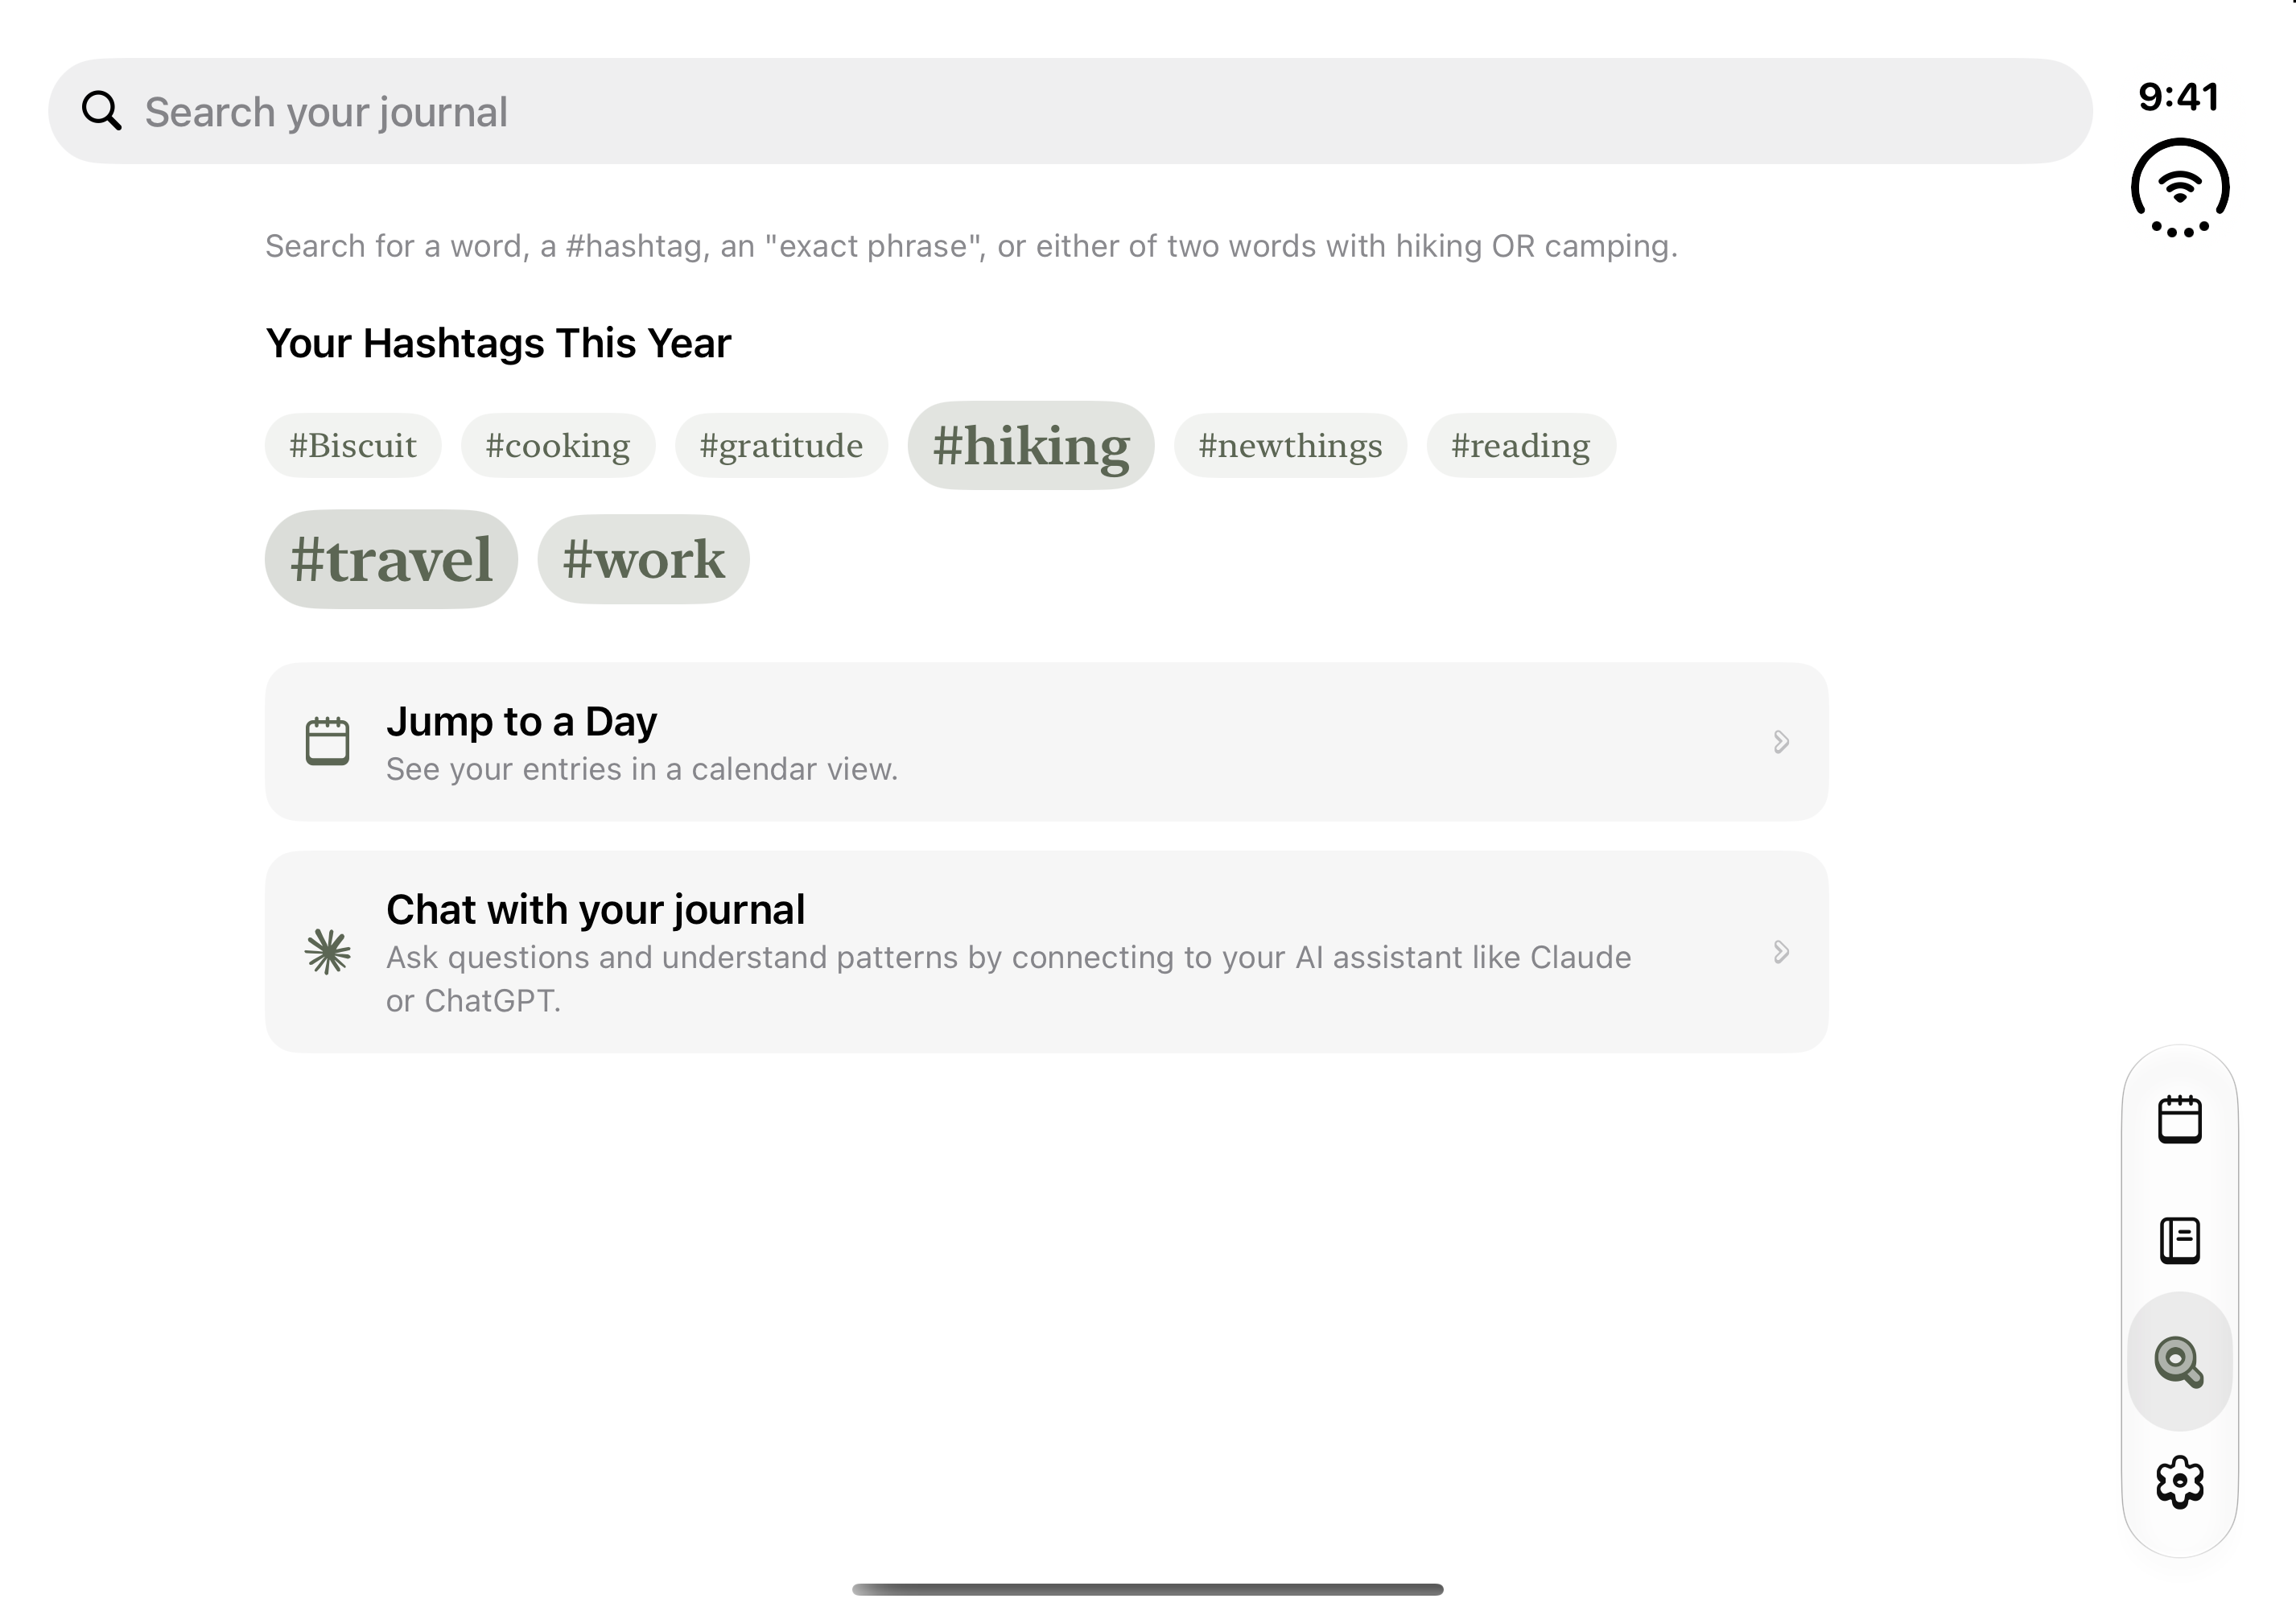 Search your journal
9:41
Search for a word, a #hashtag, an "exact phrase", or either of two words with hiking OR camping.
Your Hashtags This Year
#Biscuit #cooking #gratitude #hiking #newthings #reading
#travel #work
Jump to a Day
See your entries in a calendar view.
Chat with your journal
Ask questions and understand patterns by connecting to your AI assistant like Claude
or ChatGPT.